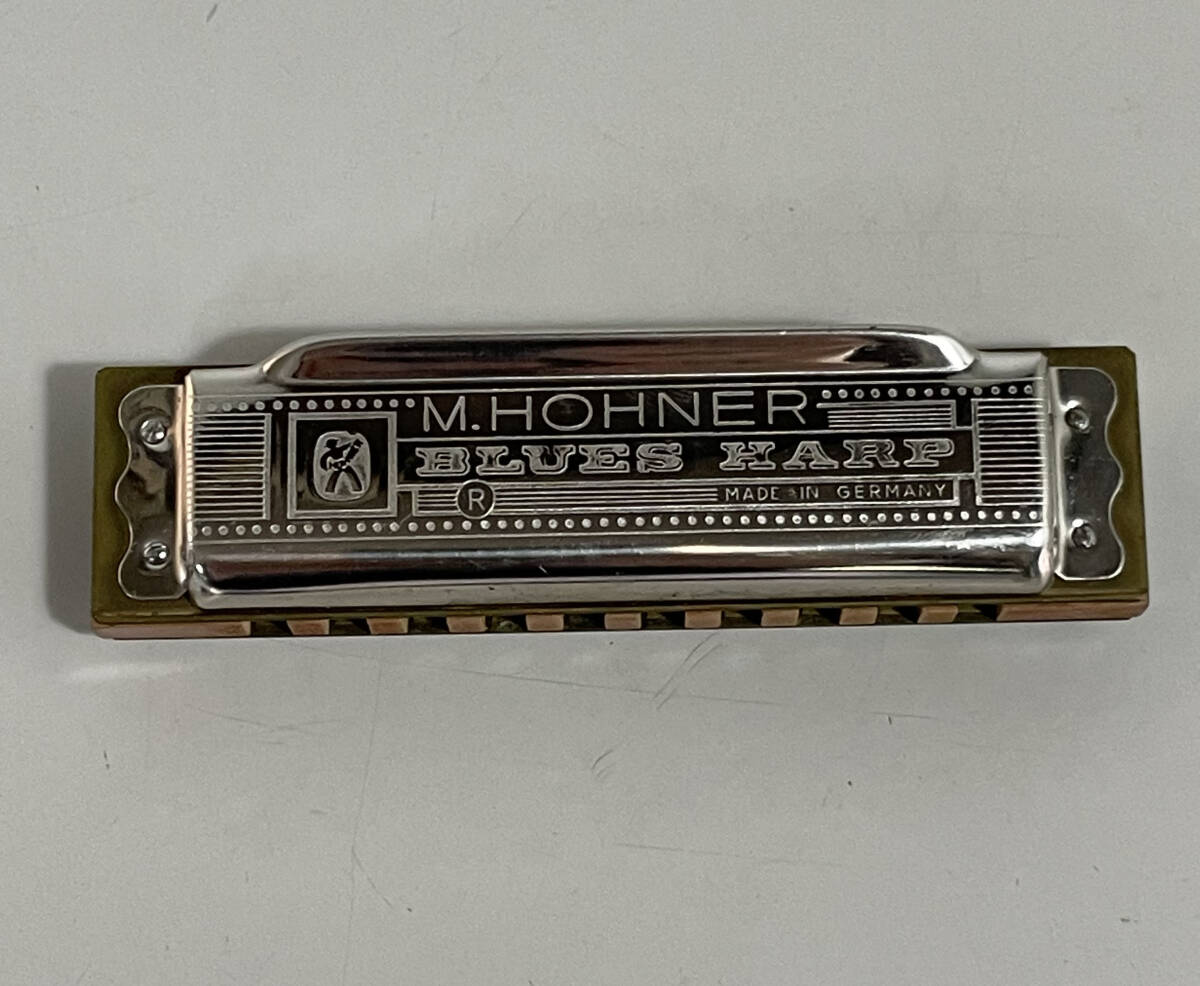 M. HOHNER
BLUES HARP
® MADE IN GERMANY